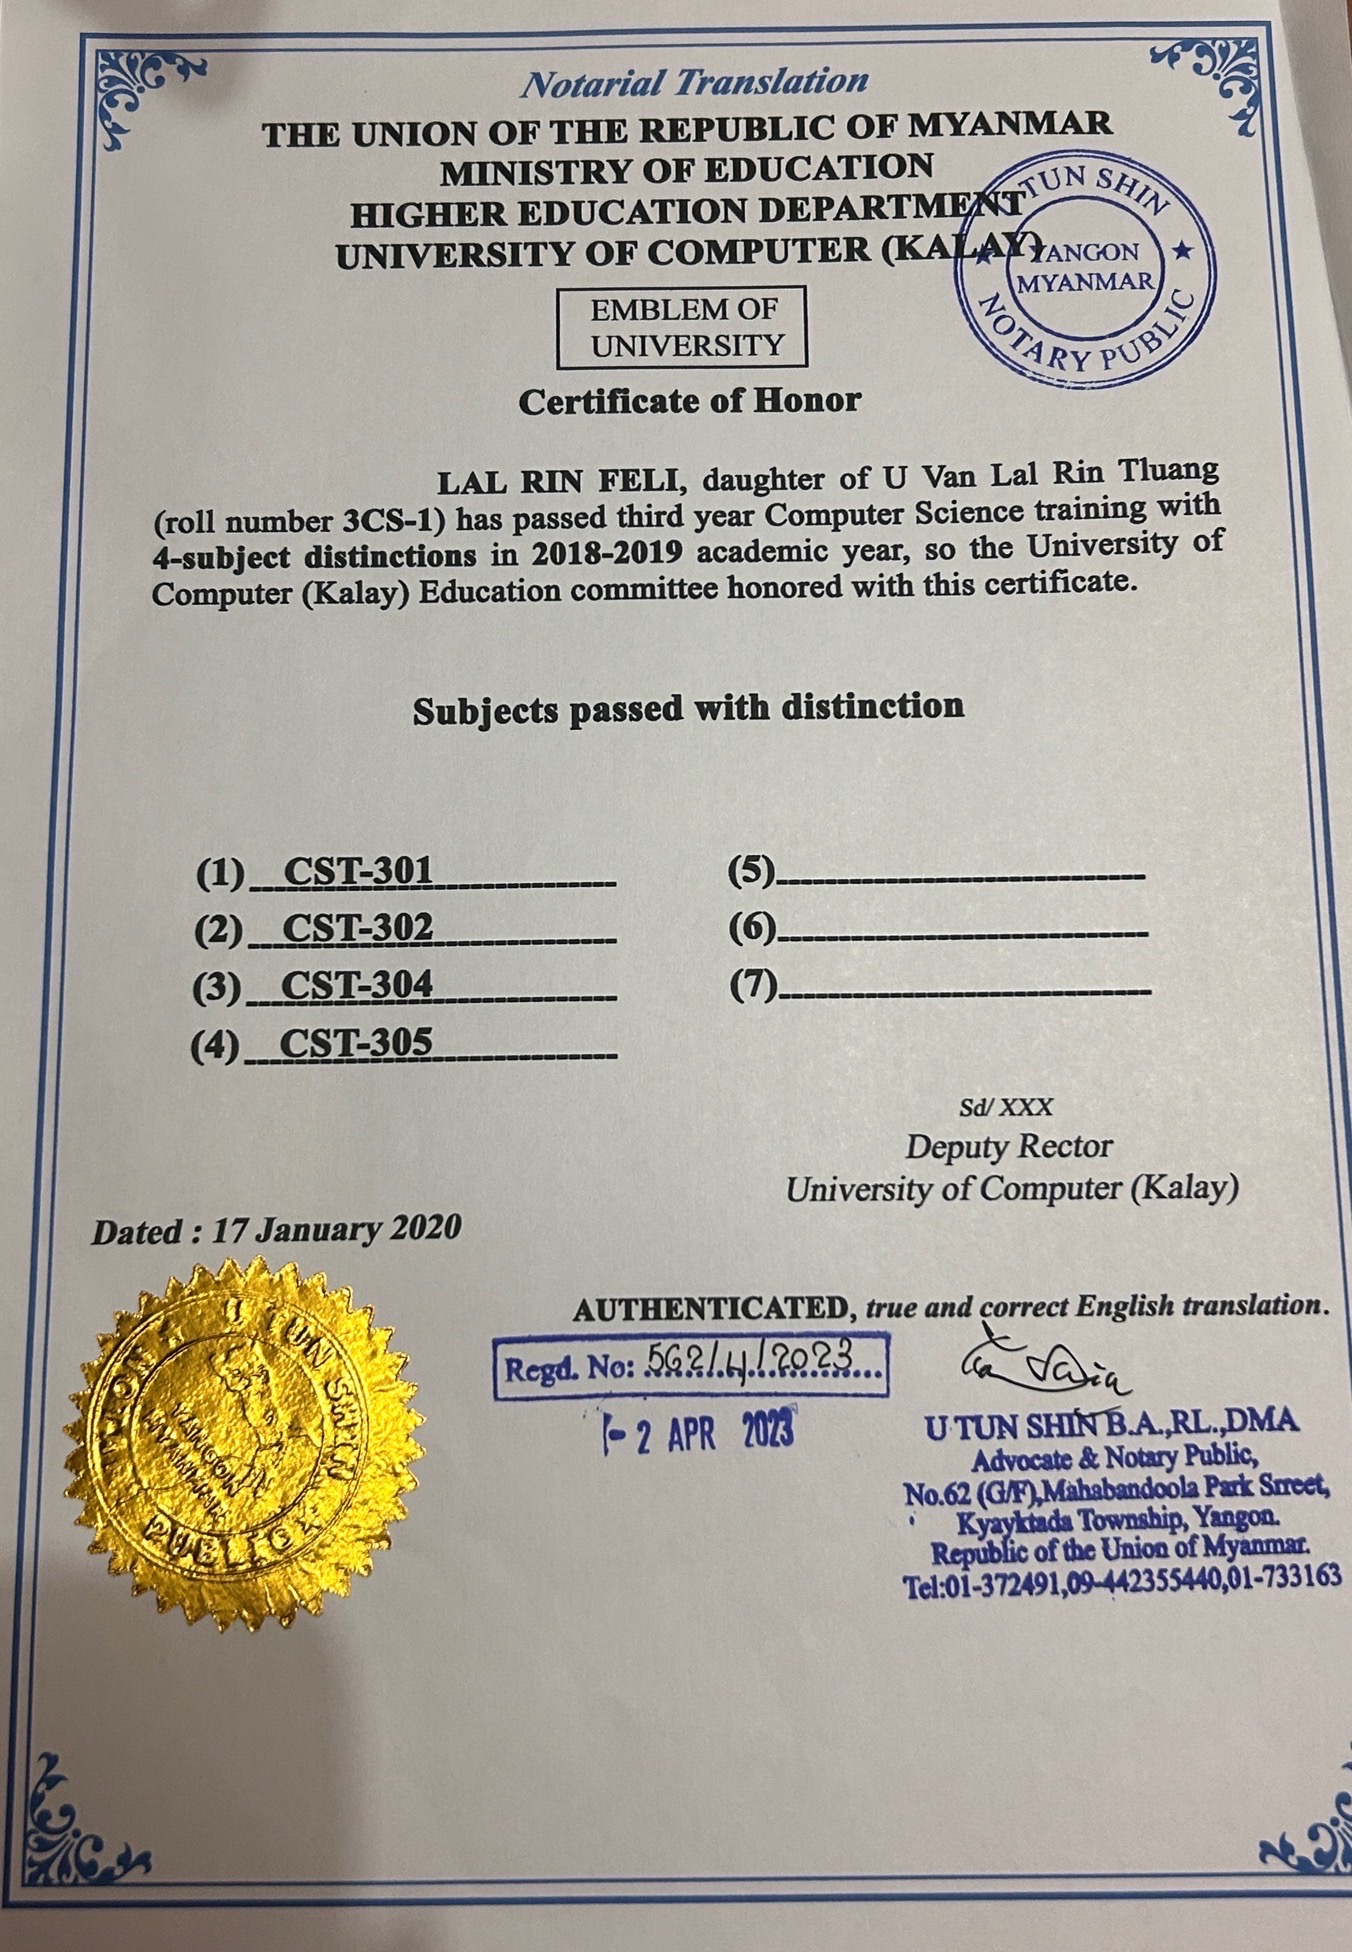 Notarial Translation
THE UNION OF THE REPUBLIC OF MYANMAR
MINISTRY OF EDUCATION
HIGHER EDUCATION DEPARTMENT
UNIVERSITY OF COMPUTER (KALAY)
TUN SHIN
YANGON
MYANMAR
NOTARY PUBLIC
EMBLEM OF
UNIVERSITY
Certificate of Honor
LAL RIN FELI, daughter of U Van Lal Rin Tluang
(roll number 3CS-1) has passed third year Computer Science training with
4-subject distinctions in 2018-2019 academic year, so the University of
Computer (Kalay) Education committee honored with this certificate.
Subjects passed with distinction
(1) CST-301
(2) CST-302
(3) CST-304
(4) CST-305
(5)
(6)
(7)
Sd/ XXX
Deputy Rector
University of Computer (Kalay)
Dated : 17 January 2020
AUTHENTICATED, true and correct English translation.
Regd. No: 562/4/2023
- 2 APR 2023
U TUN SHIN B.A.,RL.,DMA
Advocate & Notary Public,
No.62 (G/F),Mahabandoola Park Srreet,
Kyayktada Township, Yangon.
Republic of the Union of Myanmar.
Tel:01-372491,09-442355440,01-733163
TUN SHIN
YANGON
MYANMAR
PUBLIC